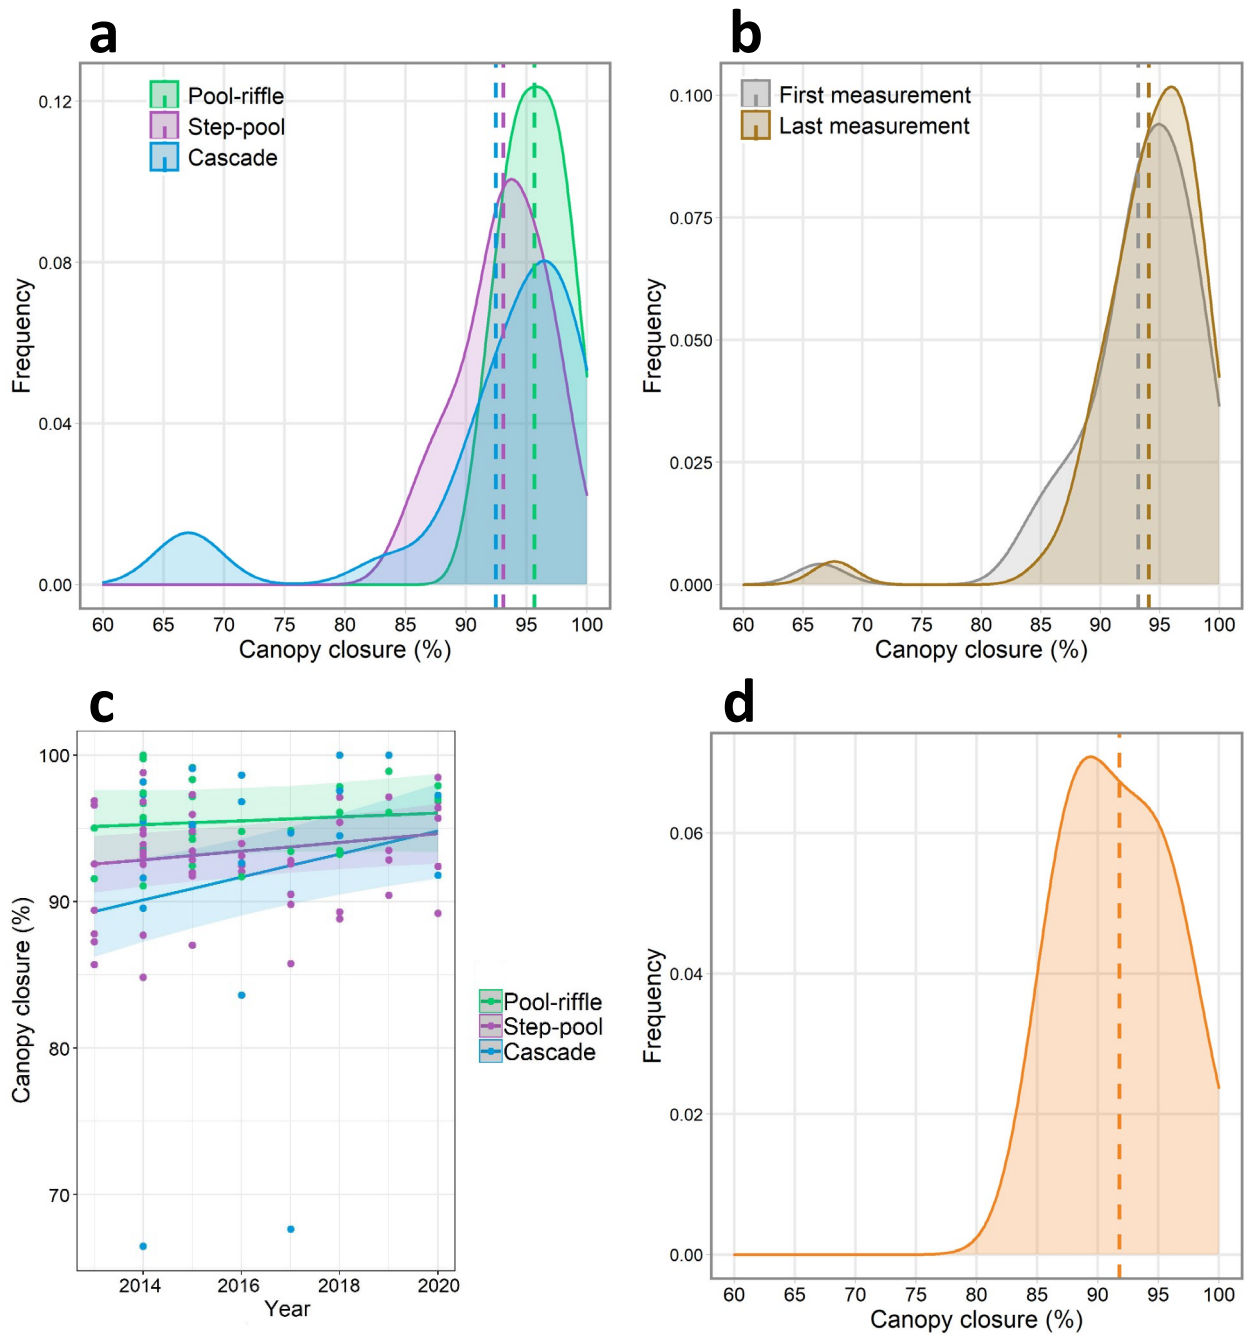 a
Pool-riffle
Step-pool
Cascade
0.12
0.08
0.04
0.00
Frequency
60 65 70 75 80 85 90 95 100
Canopy closure (%)
b
First measurement
Last measurement
0.100
0.075
0.050
0.025
0.000
Frequency
60 65 70 75 80 85 90 95 100
Canopy closure (%)
c
100
90
80
70
Canopy closure (%)
2014 2016 2018 2020
Year
Pool-riffle
Step-pool
Cascade
d
0.06
0.04
0.02
0.00
Frequency
60 65 70 75 80 85 90 95 100
Canopy closure (%)